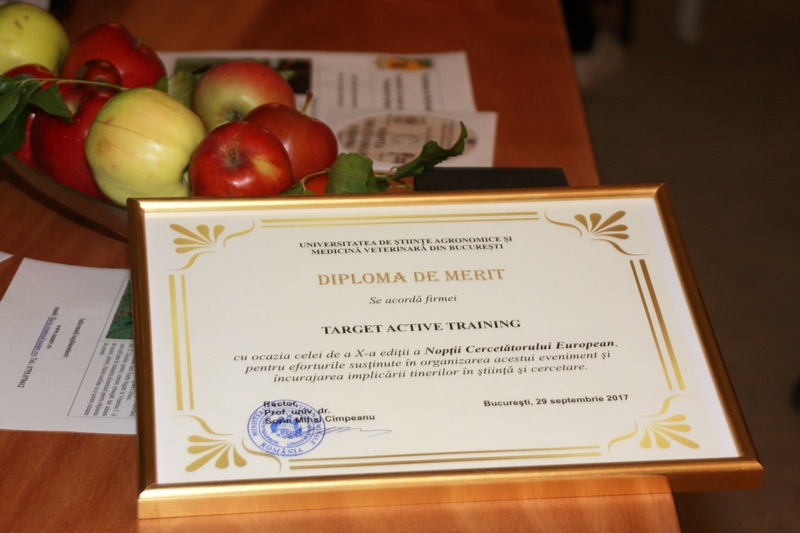 UNIVERSITATEA DE ŞTIINŢE AGRONOMICE ŞI
MEDICINĂ VETERINARĂ DIN BUCUREŞTI
DIPLOMA DE MERIT
Se acordă firmei
TARGET ACTIVE TRAINING
cu ocazia celei de a X-a ediţii a Nopţii Cercetătorului European,
pentru eforturile susţinute în organizarea acestui eveniment şi
încurajarea implicării tinerilor în ştiinţă şi cercetare.
Rector,
Prof. univ. dr.
Sorin Mihai Cîmpeanu
Bucureşti, 29 septembrie 2017